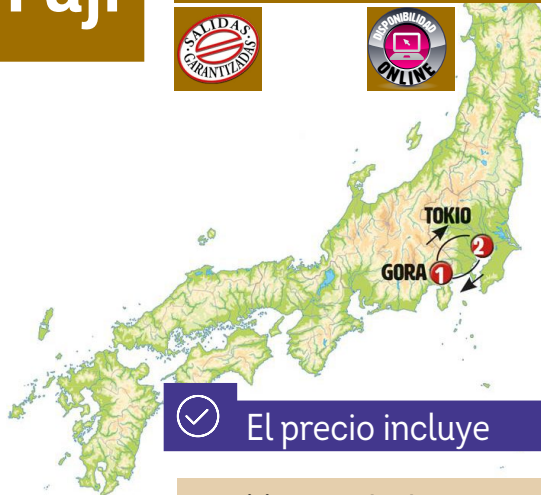 Fuji
SALIDAS
GARANTIZADAS
DISPONIBILIDAD
ONLINE
TOKIO
2
GORA 1
El precio incluye